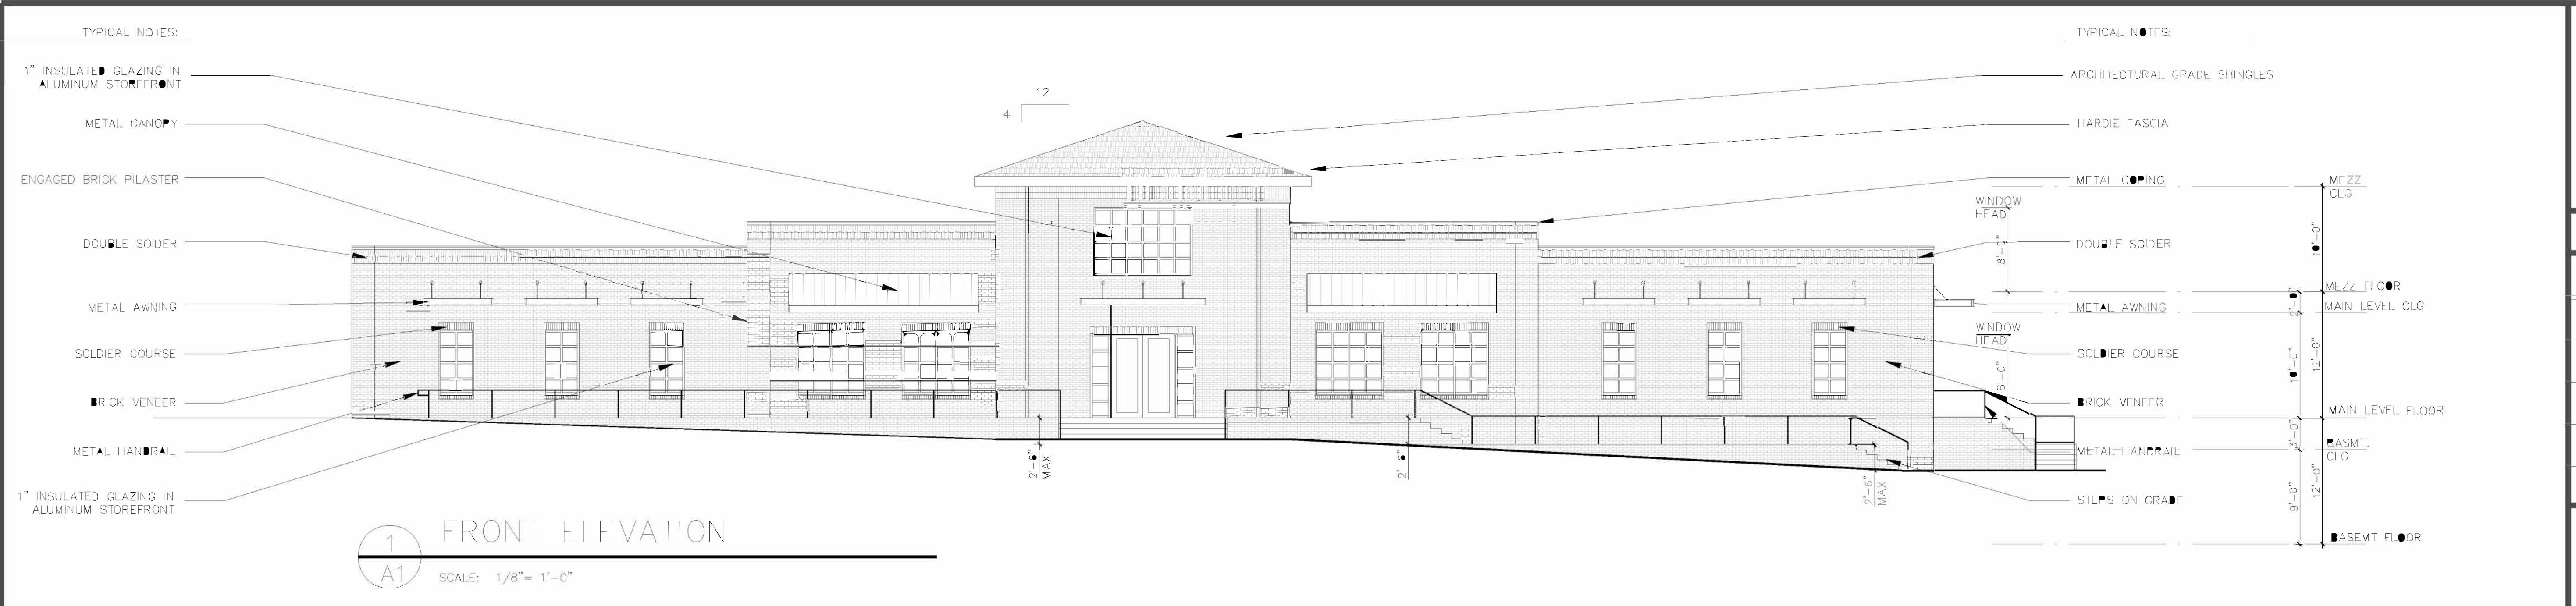 TYPICAL NOTES:
1" INSULATED GLAZING IN
ALUMINUM STOREFRONT
METAL CANOPY
ENGAGED BRICK PILASTER
DOUBLE SOIDER
METAL AWNING
SOLDIER COURSE
BRICK VENEER
METAL HANDRAIL
1" INSULATED GLAZING IN
ALUMINUM STOREFRONT
12
4
TYPICAL NOTES:
ARCHITECTURAL GRADE SHINGLES
HARDIE FASCIA
METAL COPING
DOUBLE SOIDER
METAL AWNING
SOLDIER COURSE
BRICK VENEER
METAL HANDRAIL
STEPS ON GRADE
WINDOW
HEAD
8'-0"
WINDOW
HEAD
8'-0"
MEZZ
CLG
10'-0"
MEZZ FLOOR
2'-0"
MAIN LEVEL CLG
10'-0"
12'-0"
MAIN LEVEL FLOOR
3'-0"
BASMT.
CLG
9'-0"
12'-0"
BASEMT FLOOR
2'-6"
MAX
2'-6"
2'-6"
MAX
1
A1
FRONT ELEVATION
SCALE: 1/8"= 1'-0"